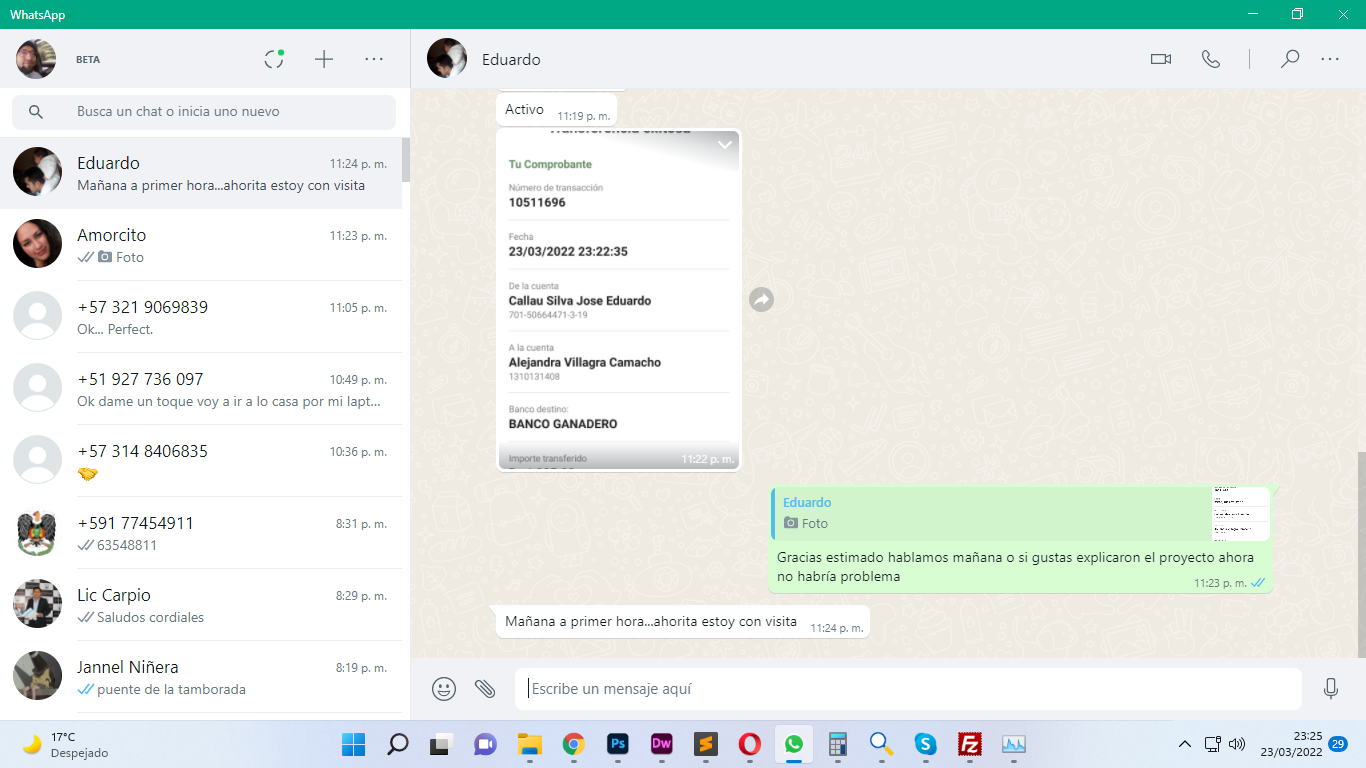 WhatsApp
BETA
Busca un chat o inicia uno nuevo
Eduardo
11:24 p. m.
Mañana a primer hora...ahorita estoy con visita
Amorcito
11:23 p. m.
Foto
+57 321 9069839
11:05 p. m.
Ok... Perfect.
+51 927 736 097
10:49 p. m.
Ok dame un toque voy a ir a lo casa por mi lapt...
+57 314 8406835
10:36 p. m.
+591 77454911
8:31 p. m.
63548811
Lic Carpio
8:29 p. m.
Saludos cordiales
Jannel Niñera
8:19 p. m.
puente de la tamborada
Eduardo
Activo
11:19 p. m.
Tu Comprobante
Número de transacción
10511696
Fecha
23/03/2022 23:22:35
De la cuenta
Callau Silva Jose Eduardo
701-50664471-3-19
A la cuenta
Alejandra Villagra Camacho
1310131408
Banco destino:
BANCO GANADERO
Importe transferido
11:22 p. m.
Eduardo
Foto
Gracias estimado hablamos mañana o si gustas explicaron el proyecto ahora
no habría problema
11:23 p. m.
Mañana a primer hora...ahorita estoy con visita
11:24 p. m.
Escribe un mensaje aquí
17°C
Despejado
Ps
Dw
23:25
23/03/2022
29